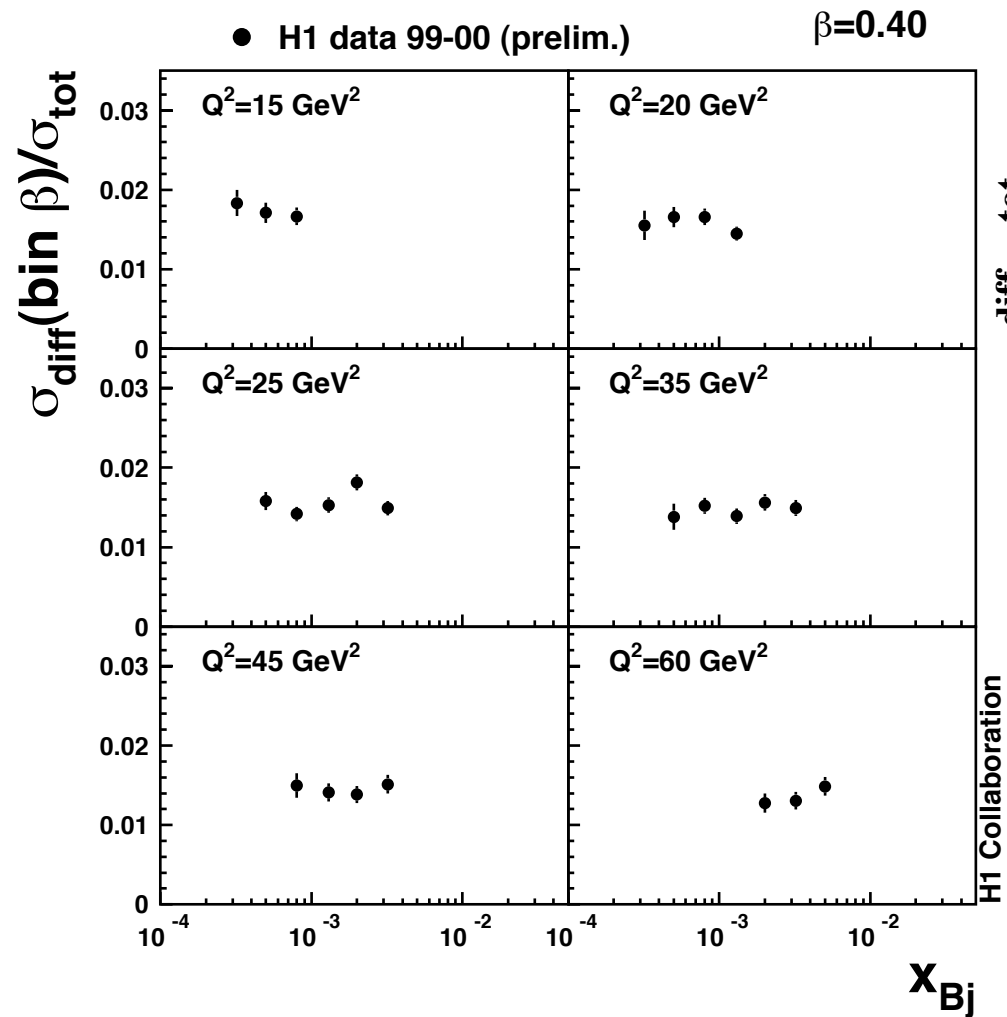 H1 data 99-00 (prelim.)
β=0.40
σdiff(bin β)/σtot
Q²=15 GeV²
Q²=20 GeV²
0.03
0.02
0.01
0
Q²=25 GeV²
Q²=35 GeV²
0.03
0.02
0.01
0
Q²=45 GeV²
Q²=60 GeV²
0.03
0.02
0.01
0
10⁻⁴ 10⁻³ 10⁻² 10⁻³ 10⁻²
xBj
H1 Collaboration